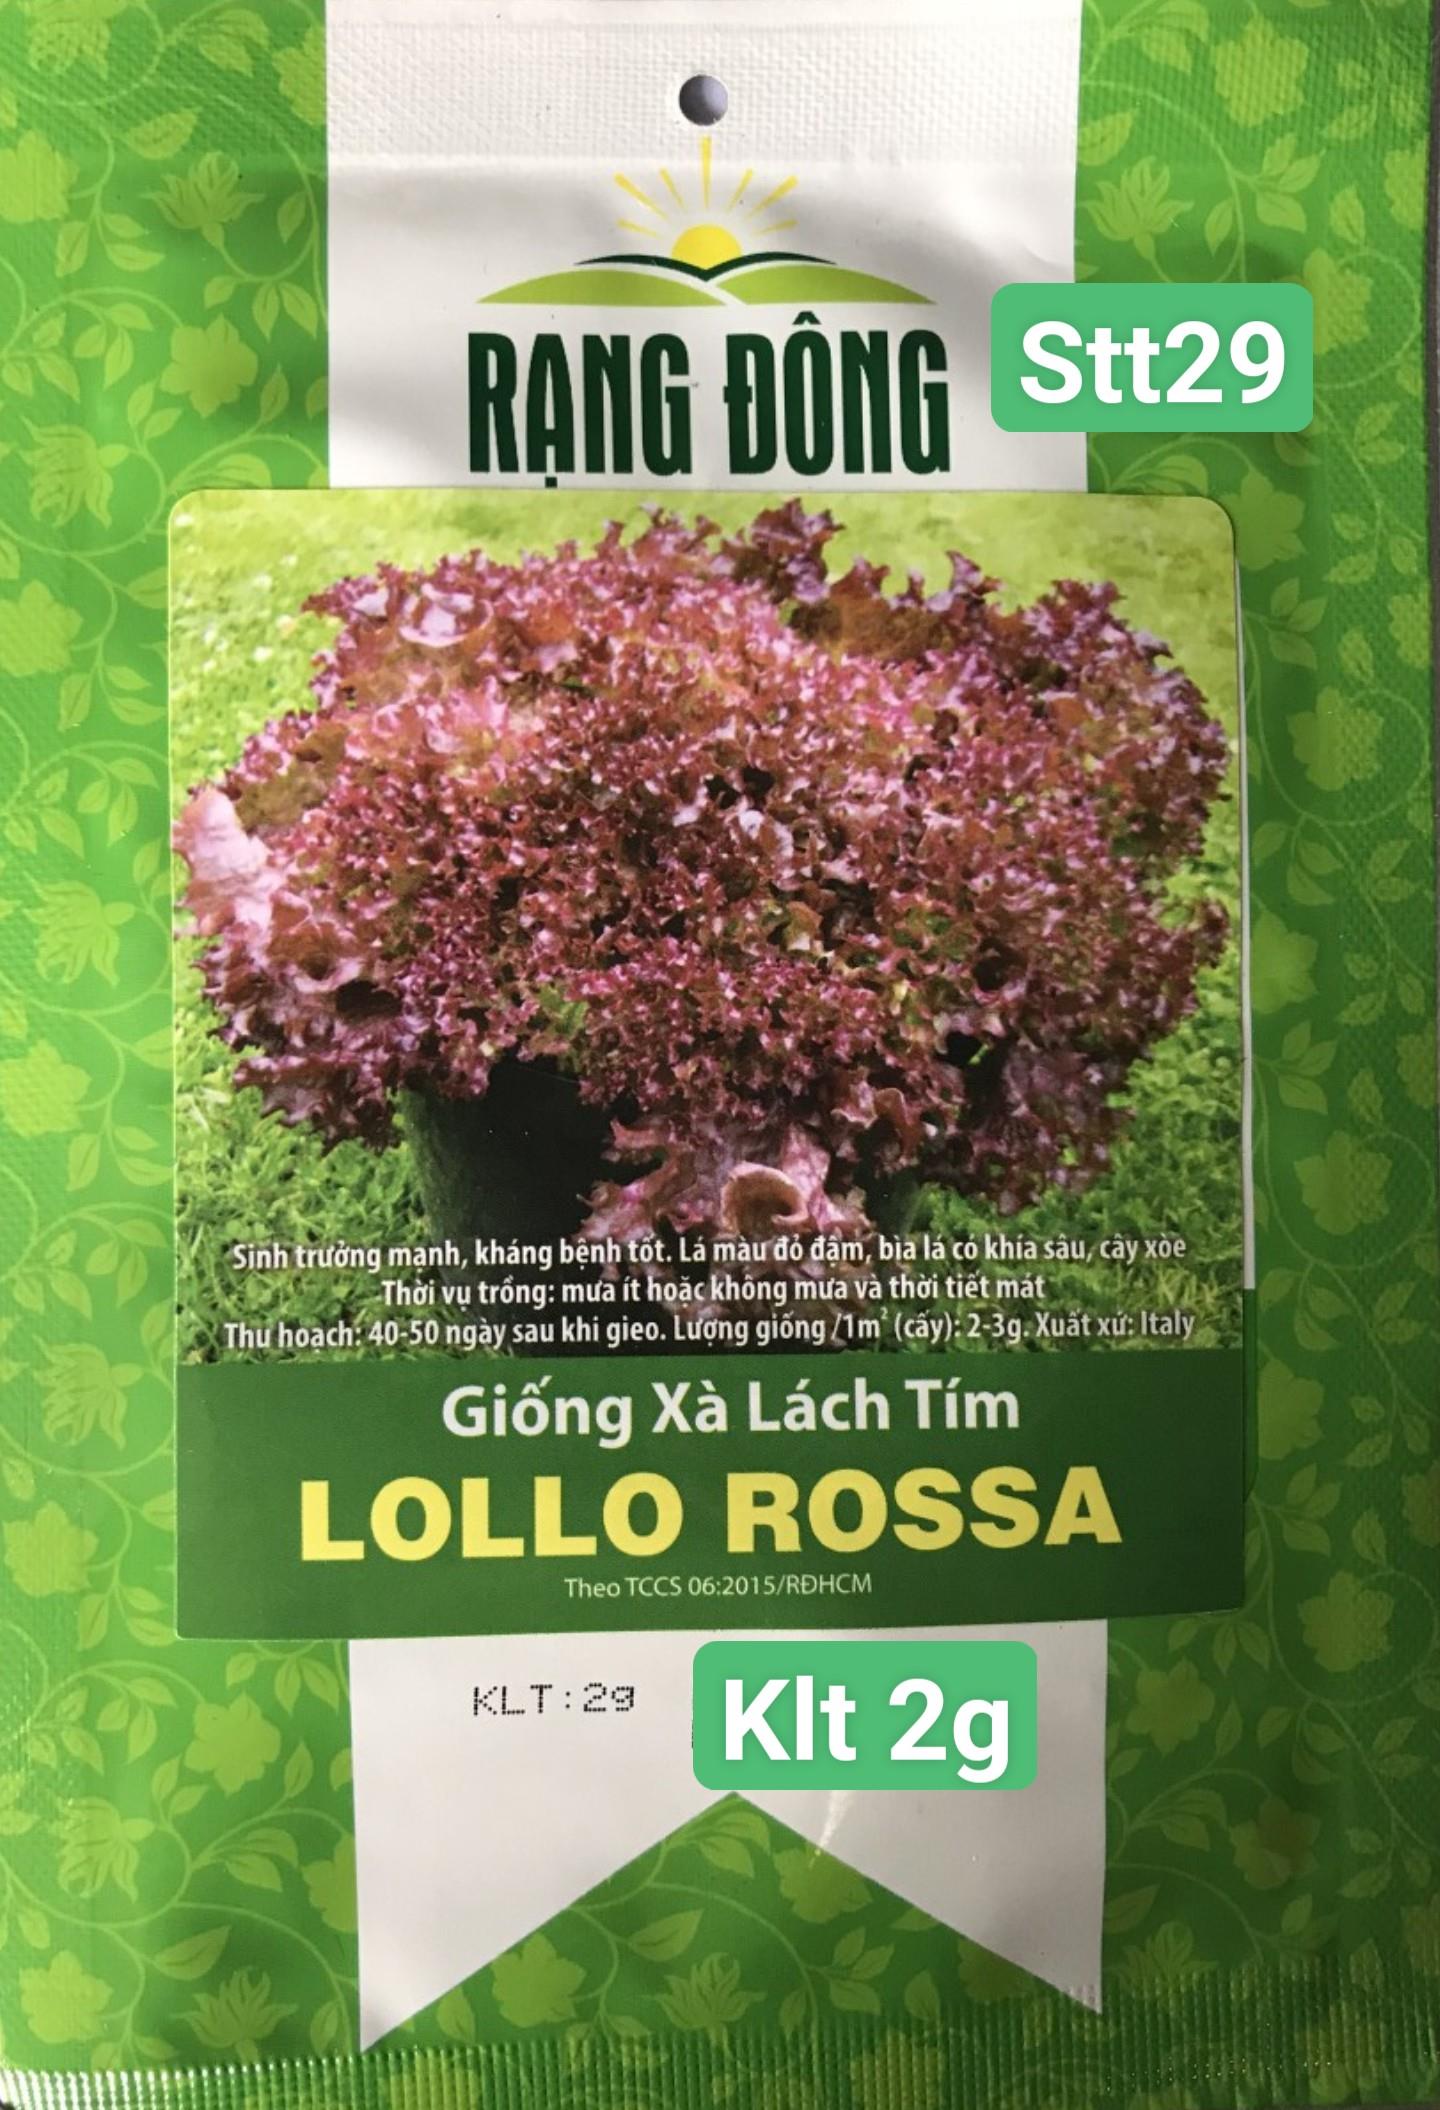 RẠNG ĐÔNG
Stt29
Sinh trưởng mạnh, kháng bệnh tốt. Lá màu đỏ đậm, bìa lá có khía sâu, cây xòe
Thời vụ trồng: mưa ít hoặc không mưa và thời tiết mát
Thu hoạch: 40-50 ngày sau khi gieo. Lượng giống /1m² (cấy): 2-3g. Xuất xứ: Italy
Giống Xà Lách Tím
LOLLO ROSSA
Theo TCCS 06:2015/RĐHCM
KLT:2g
Klt 2g